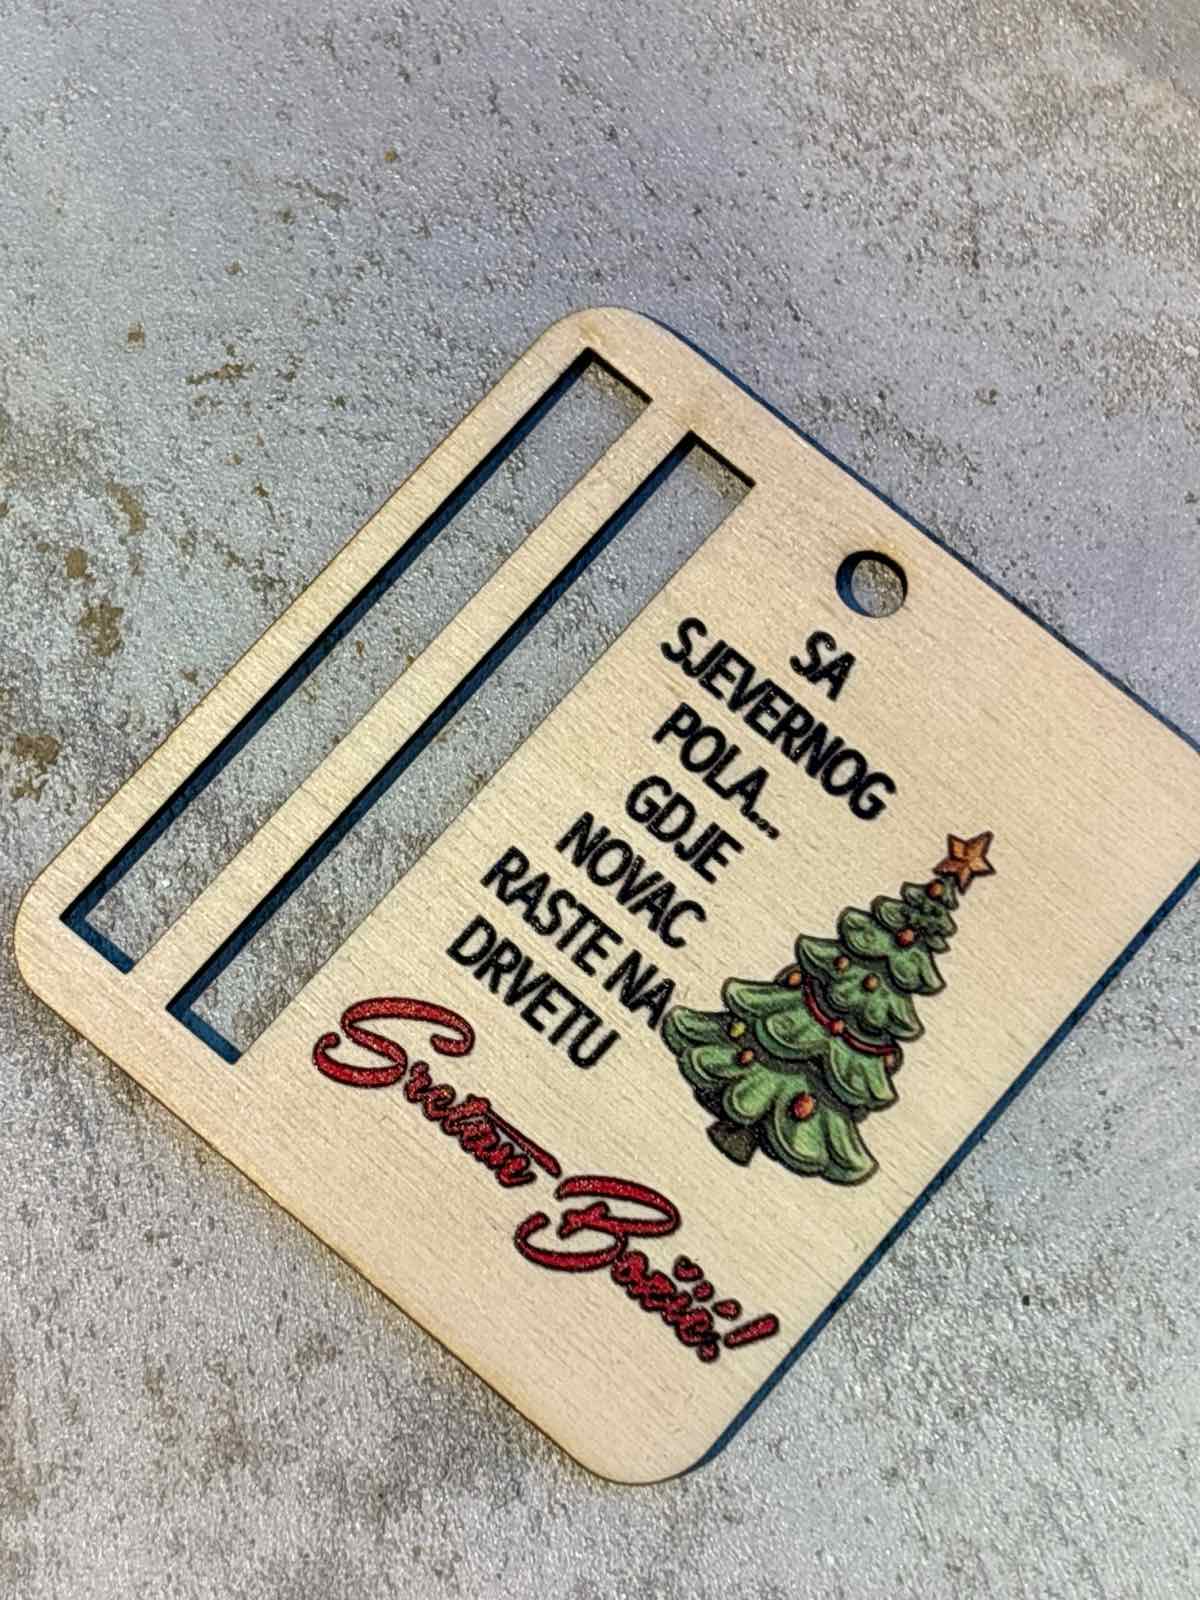 SA
SJEVERNOG
POLA...
GDJE
NOVAC
RASTE NA
DRVETU
Sretan Božić!